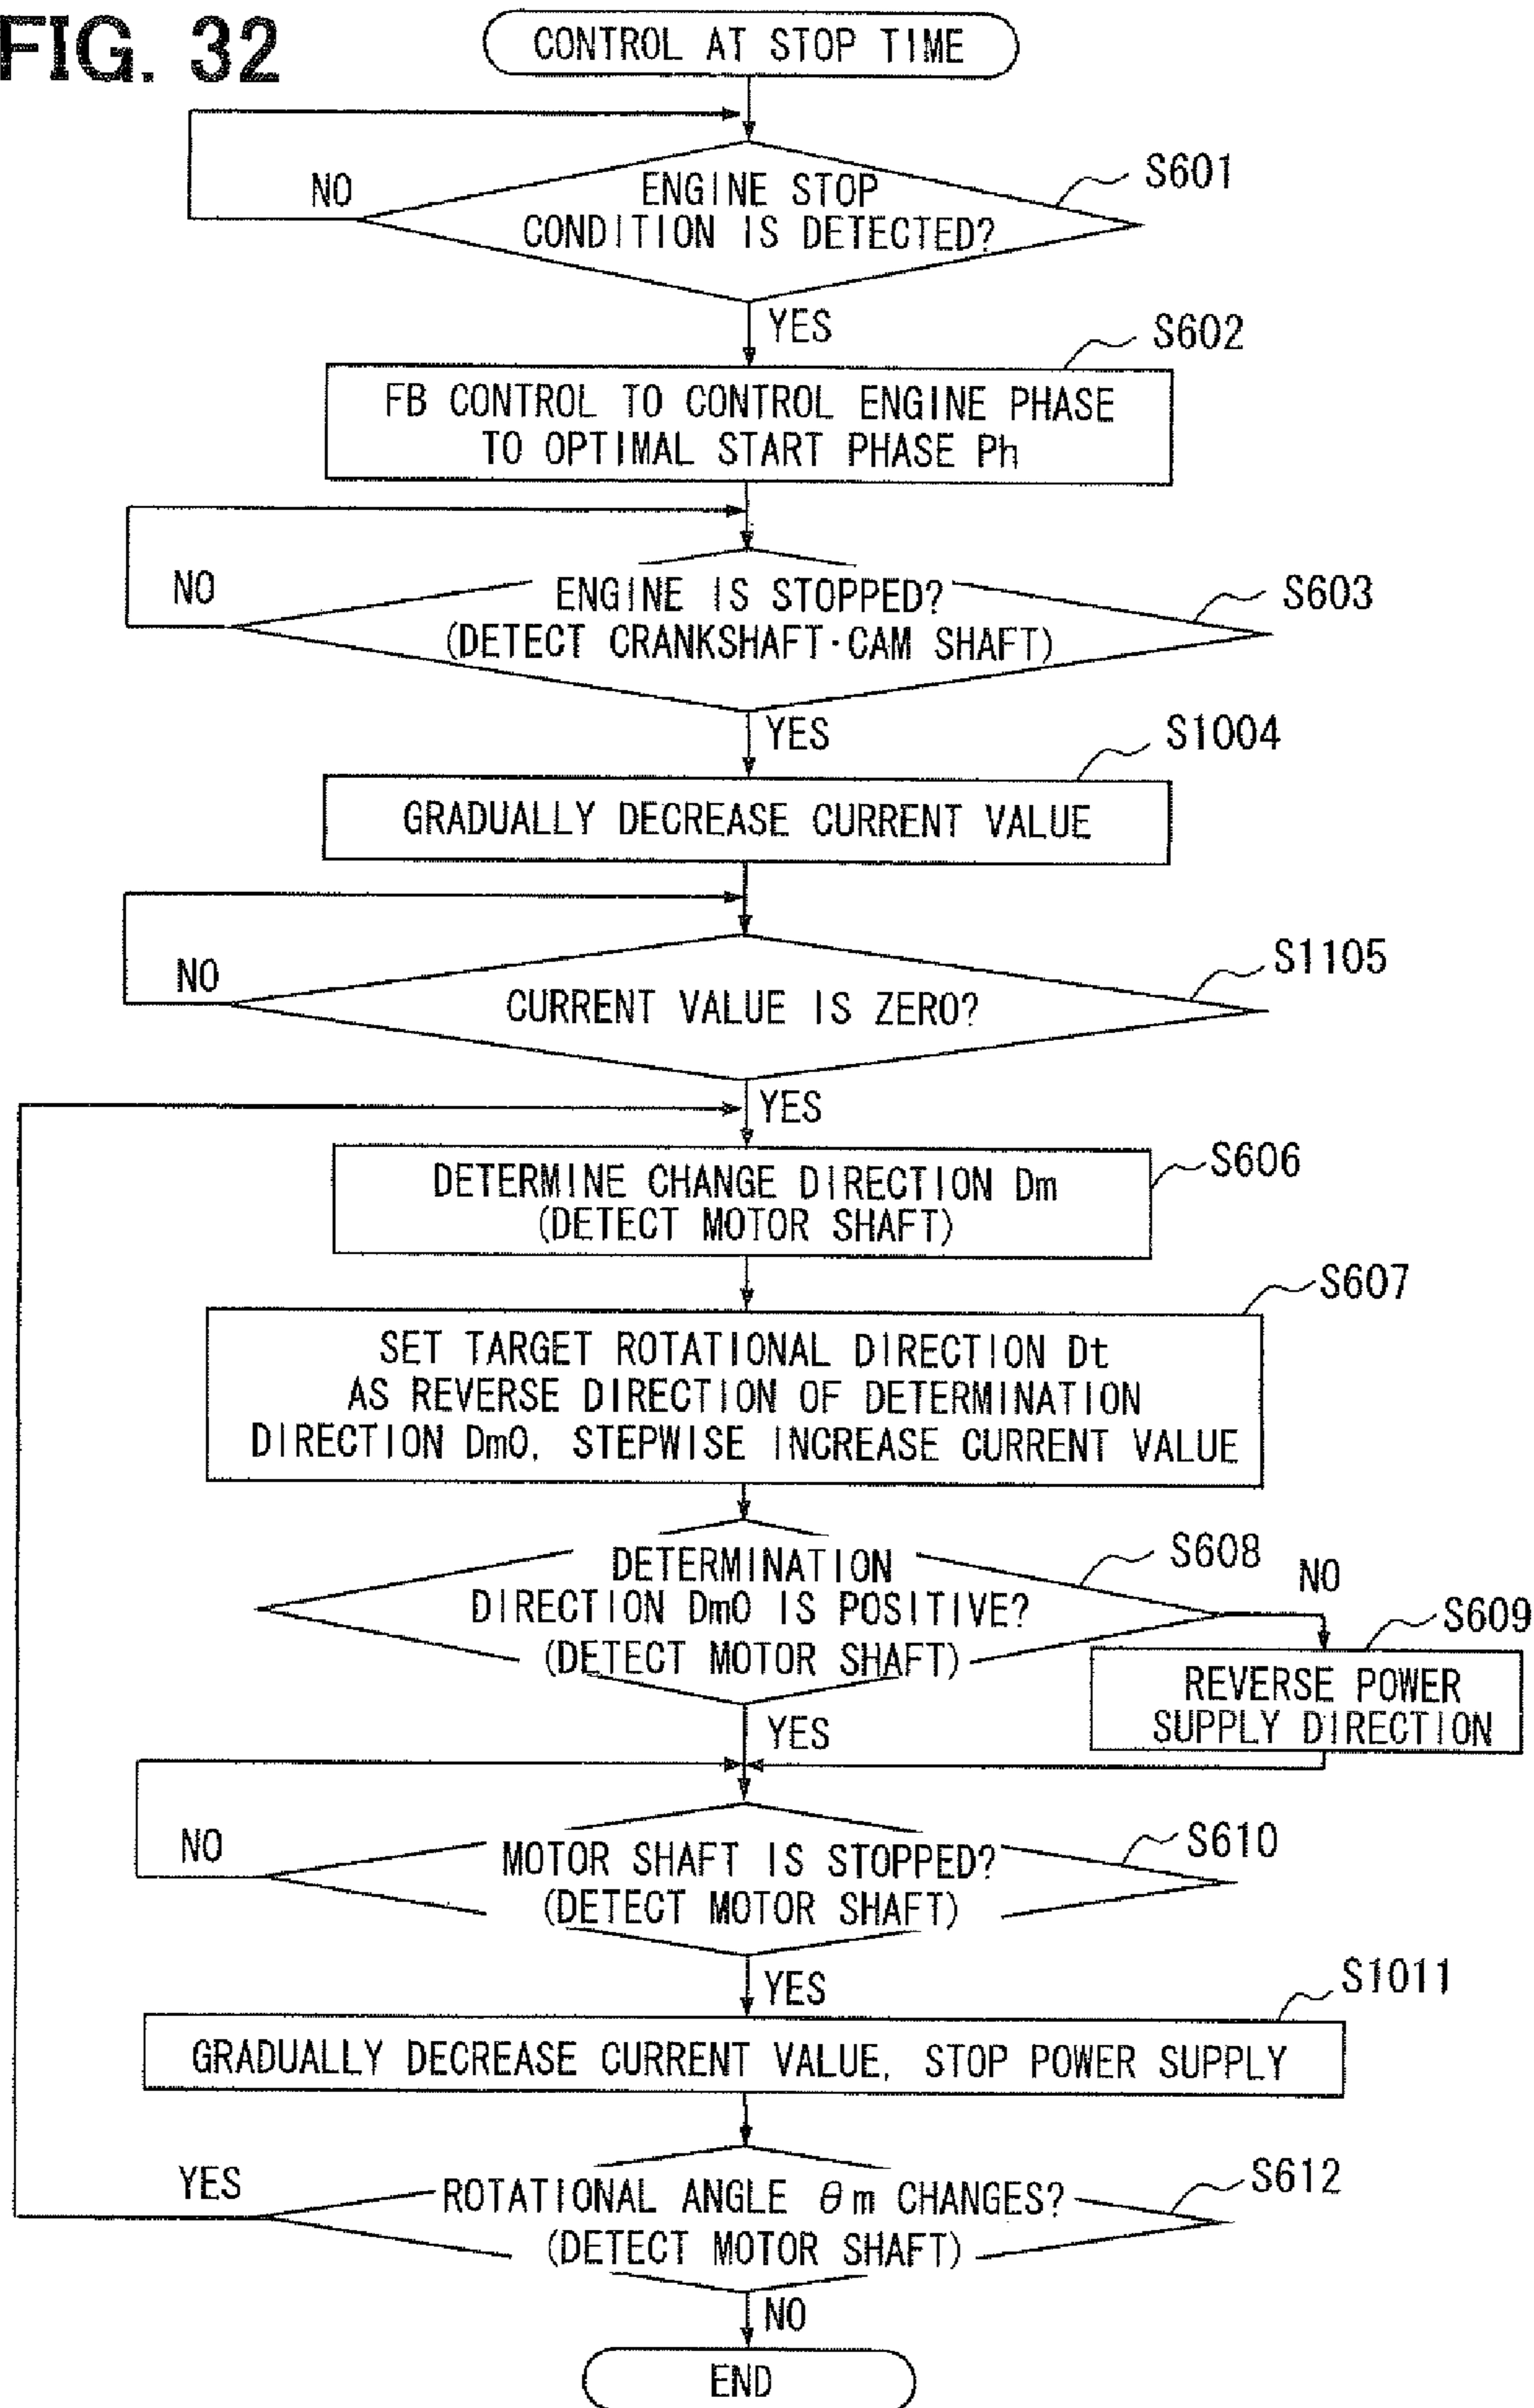 FIG. 32
CONTROL AT STOP TIME
S601
NO
ENGINE STOP
CONDITION IS DETECTED?
YES
S602
FB CONTROL TO CONTROL ENGINE PHASE
TO OPTIMAL START PHASE Ph
NO
S603
ENGINE IS STOPPED?
(DETECT CRANKSHAFT·CAM SHAFT)
YES
S1004
GRADUALLY DECREASE CURRENT VALUE
NO
S1105
CURRENT VALUE IS ZERO?
YES
S606
DETERMINE CHANGE DIRECTION Dm
(DETECT MOTOR SHAFT)
S607
SET TARGET ROTATIONAL DIRECTION Dt
AS REVERSE DIRECTION OF DETERMINATION
DIRECTION Dm0, STEPWISE INCREASE CURRENT VALUE
S608
NO
DETERMINATION
DIRECTION Dm0 IS POSITIVE?
(DETECT MOTOR SHAFT)
S609
REVERSE POWER
SUPPLY DIRECTION
YES
NO
S610
MOTOR SHAFT IS STOPPED?
(DETECT MOTOR SHAFT)
YES
S1011
GRADUALLY DECREASE CURRENT VALUE, STOP POWER SUPPLY
YES
S612
ROTATIONAL ANGLE θm CHANGES?
(DETECT MOTOR SHAFT)
NO
END